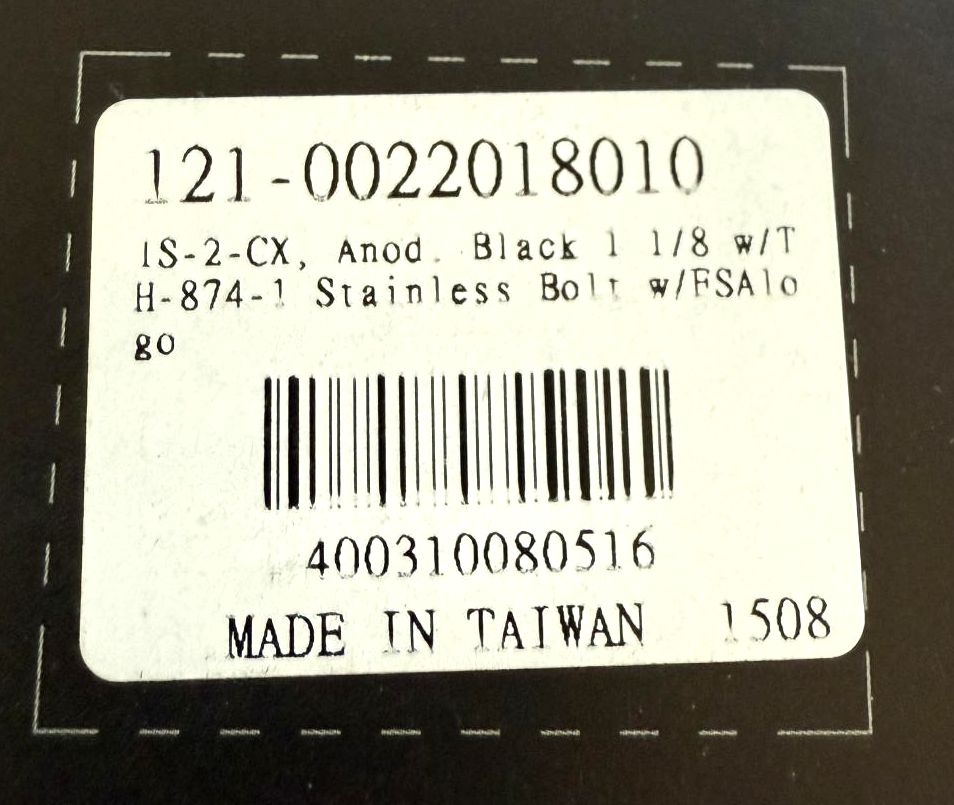 121-0022018010
IS-2-CX, Anod. Black 1 1/8 w/T
H-874-1 Stainless Bolt w/FSAlo
go
400310080516
MADE IN TAIWAN 1508